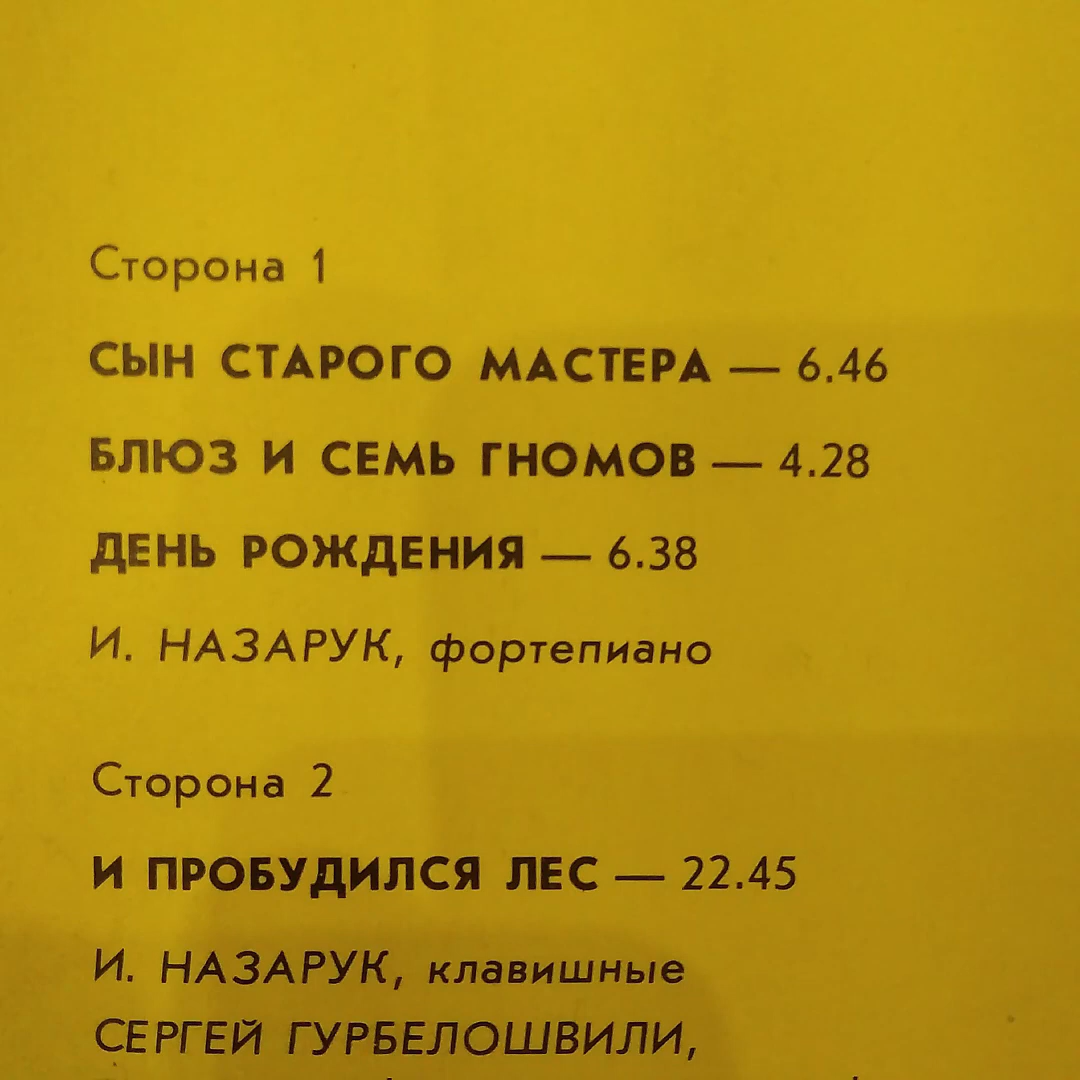 Сторона 1
СЫН СТАРОГО МАСТЕРА — 6.46
БЛЮЗ И СЕМЬ ГНОМОВ — 4.28
ДЕНЬ РОЖДЕНИЯ — 6.38
И. НАЗАРУК, фортепиано
Сторона 2
И ПРОБУДИЛСЯ ЛЕС — 22.45
И. НАЗАРУК, клавишные
СЕРГЕЙ ГУРБЕЛОШВИЛИ,